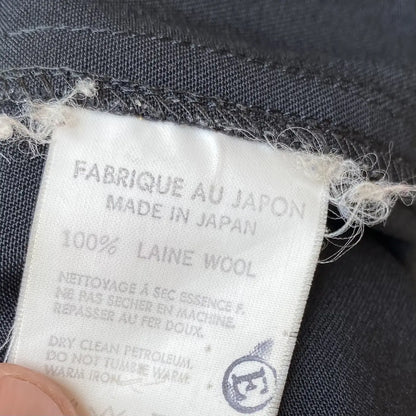 FABRIQUE AU JAPON
MADE IN JAPAN
100% LAINE WOOL
NETTOYAGE À SEC ESSENCE F.
NE PAS SECHER EN MACHINE.
REPASSER AU FER DOUX.
DRY CLEAN PETROLEUM.
DO NOT TUMBLE WARM
WARM IRON
E